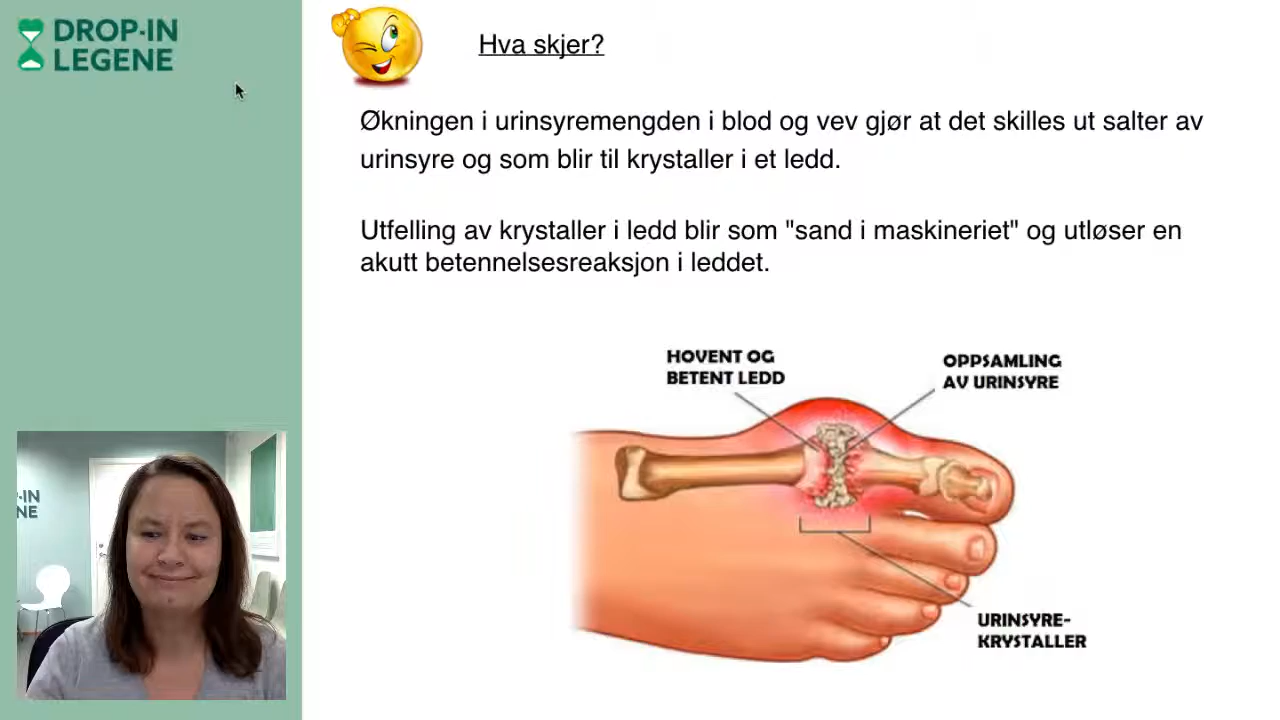 DROP-IN
LEGENE
Hva skjer?
Økningen i urinsyremengden i blod og vev gjør at det skilles ut salter av
urinsyre og som blir til krystaller i et ledd.
Utfelling av krystaller i ledd blir som "sand i maskineriet" og utløser en
akutt betennelsesreaksjon i leddet.
HOVENT OG
BETENT LEDD
OPPSAMLING
AV URINSYRE
URINSYRE-
KRYSTALLER
-IN
NE